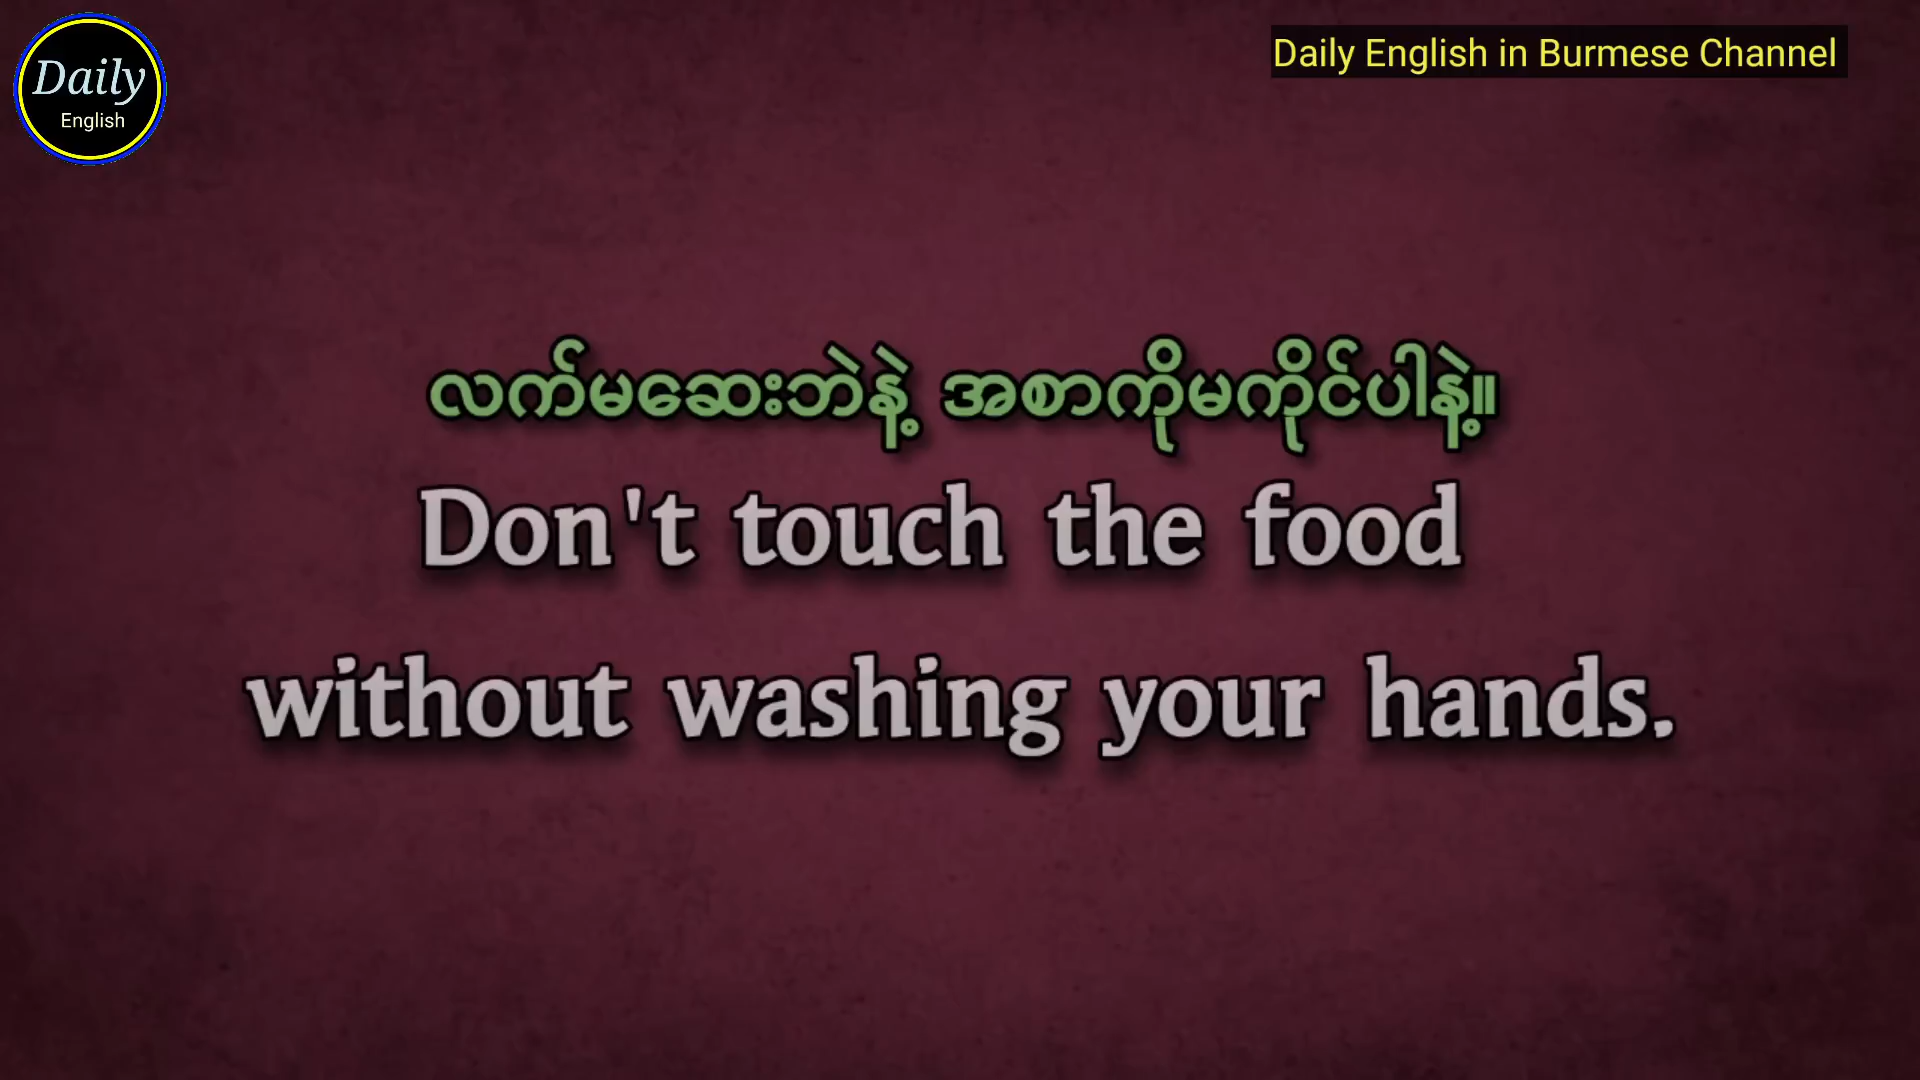 Daily
English
Daily English in Burmese Channel
လက်မဆေးဘဲနဲ့ အစာကိုမကိုင်ပါနဲ့။
Don't touch the food
without washing your hands.